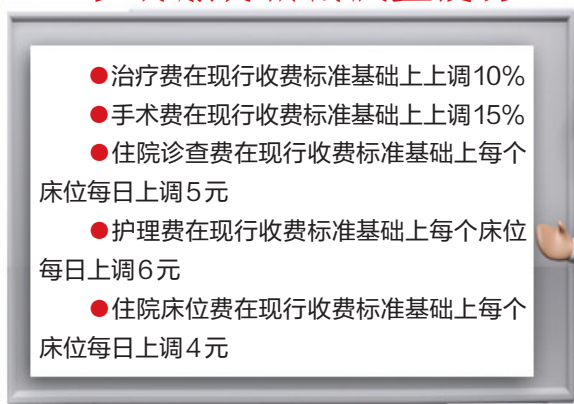 ●治疗费在现行收费标准基础上上调10%
●手术费在现行收费标准基础上上调15%
●住院诊查费在现行收费标准基础上每个
床位每日上调5元
●护理费在现行收费标准基础上每个床位
每日上调6元
●住院床位费在现行收费标准基础上每个
床位每日上调4元